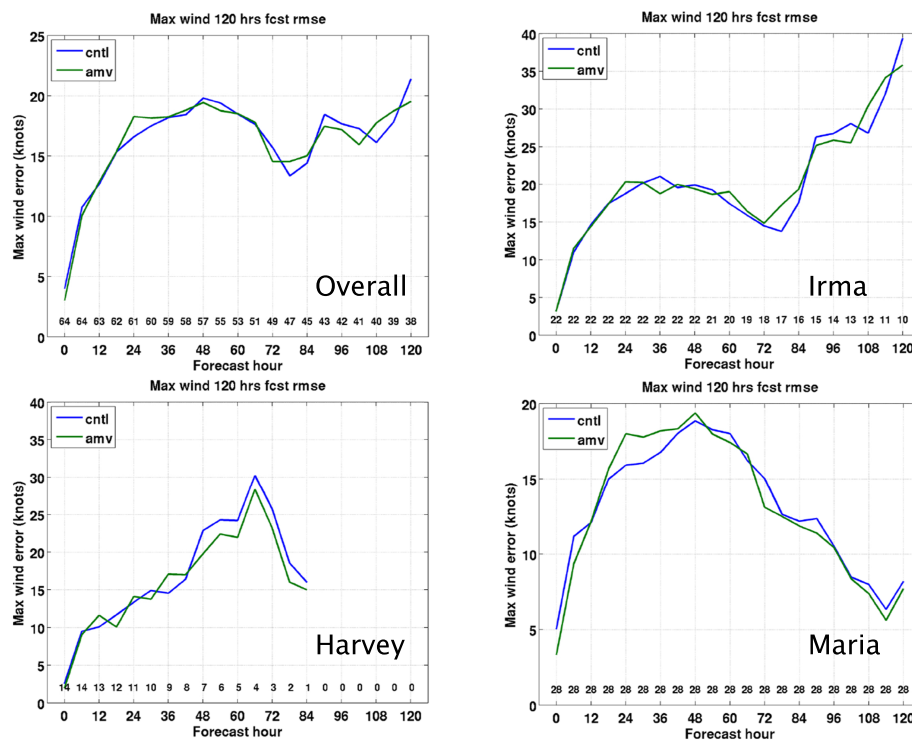 Max wind 120 hrs fcst rmse
25
20
15
10
5
0
Max wind error (knots)
cntl
amv
Overall
64 64 63 62 61 60 59 58 57 55 53 51 49 47 45 43 42 41 40 39 38
0 12 24 36 48 60 72 84 96 108 120
Forecast hour
Max wind 120 hrs fcst rmse
40
35
30
25
20
15
10
5
0
Max wind error (knots)
cntl
amv
Irma
22 22 22 22 22 22 22 22 22 21 20 19 18 17 16 15 14 13 12 11 10
0 12 24 36 48 60 72 84 96 108 120
Forecast hour
Max wind 120 hrs fcst rmse
40
35
30
25
20
15
10
5
0
Max wind error (knots)
cntl
amv
Harvey
14 14 13 12 11 10 9 8 7 6 5 4 3 2 1 0 0 0 0 0 0
0 12 24 36 48 60 72 84 96 108 120
Forecast hour
Max wind 120 hrs fcst rmse
20
15
10
5
0
Max wind error (knots)
cntl
amv
Maria
28 28 28 28 28 28 28 28 28 28 28 28 28 28 28 28 28 28 28 28 28
0 12 24 36 48 60 72 84 96 108 120
Forecast hour